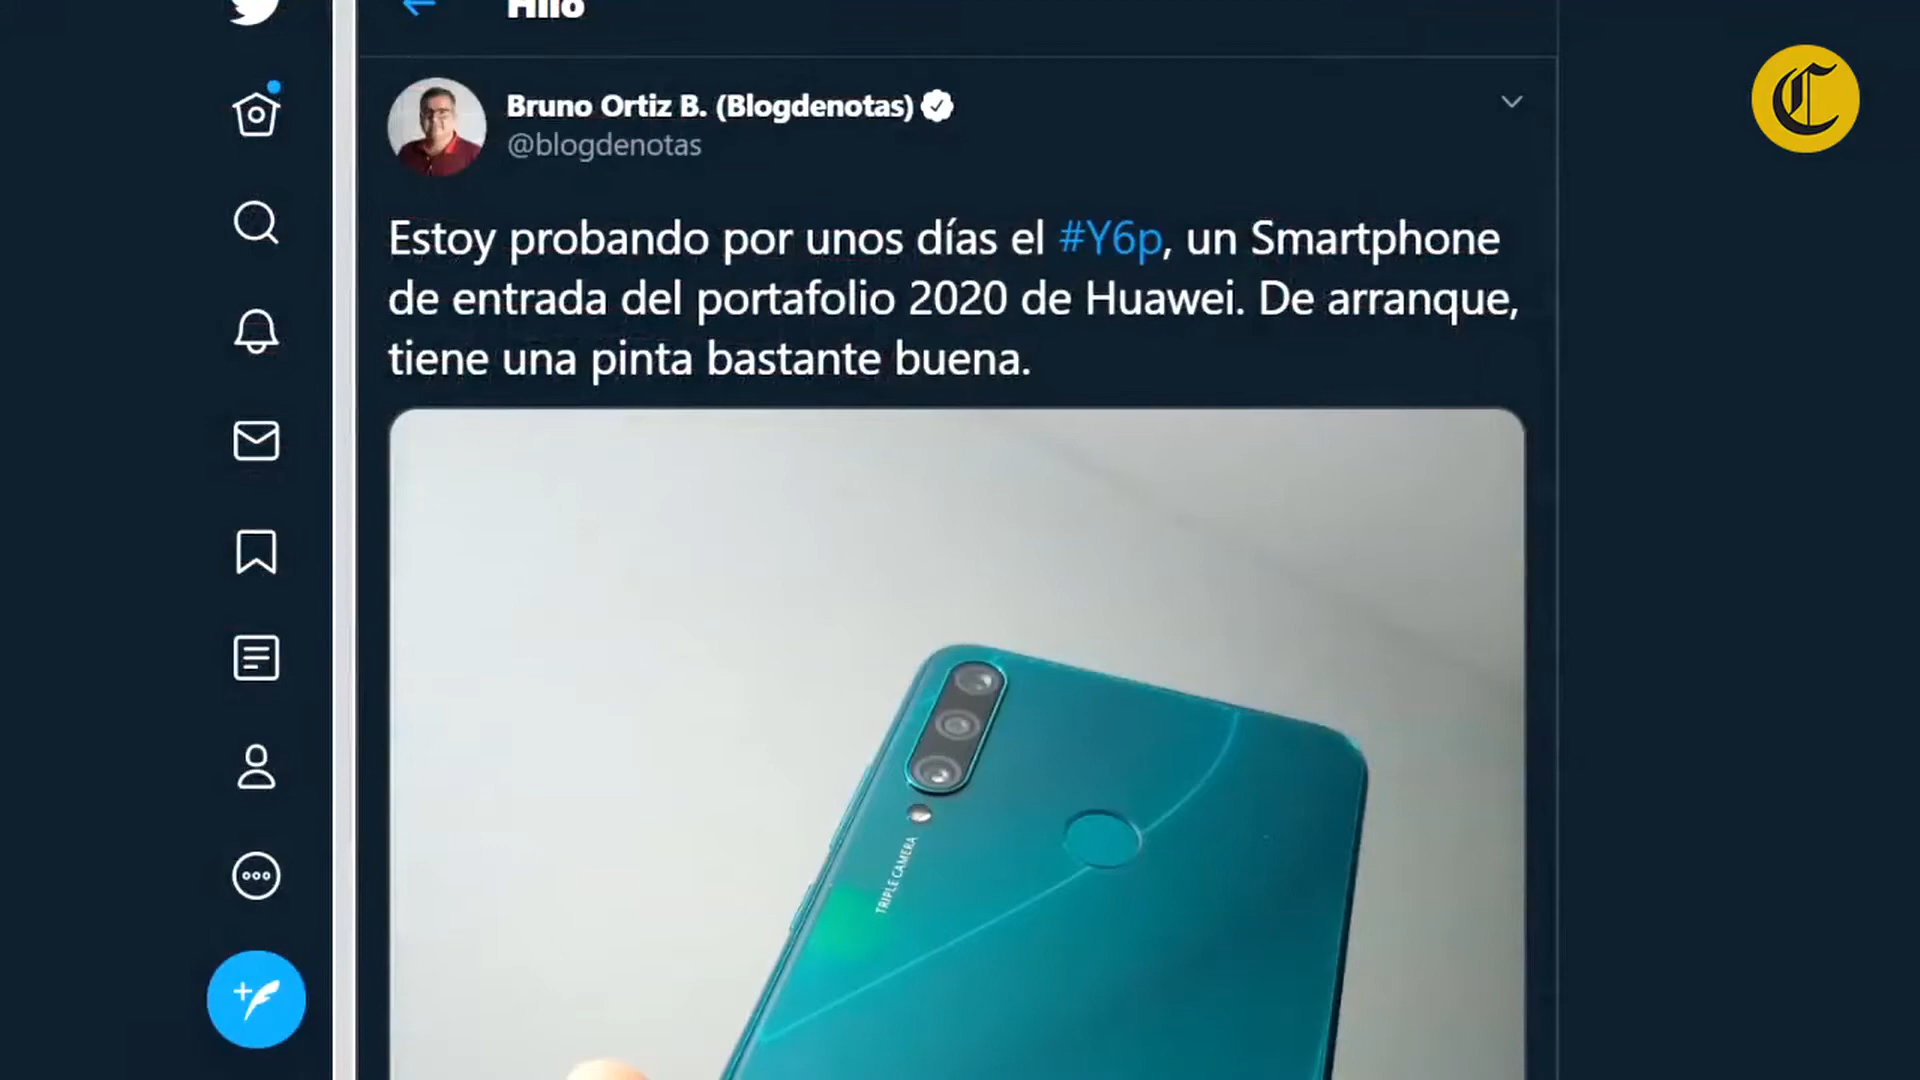 Hilo
Bruno Ortiz B. (Blogdenotas)
@blogdenotas
Estoy probando por unos días el #Y6p, un Smartphone
de entrada del portafolio 2020 de Huawei. De arranque,
tiene una pinta bastante buena.
TRIPLE CAMERA
C